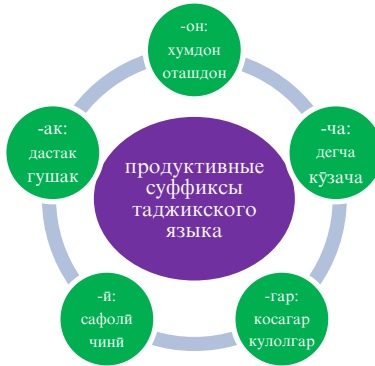 -он:
хумдон
оташдон
-ча:
дегча
кӯзача
-гар:
косагар
кулолгар
-ӣ:
сафолӣ
чинӣ
-ак:
дастак
гушак
продуктивные
суффиксы
таджикского
языка